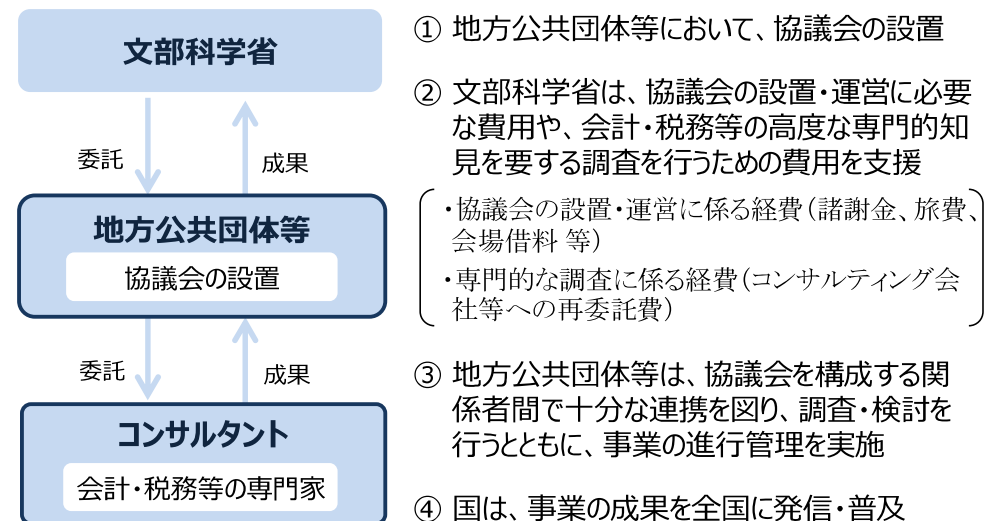 文部科学省
委託
成果
地方公共団体等
協議会の設置
委託
成果
コンサルタント
会計・税務等の専門家
① 地方公共団体等において、協議会の設置
② 文部科学省は、協議会の設置・運営に必要
な費用や、会計・税務等の高度な専門的知
見を要する調査を行うための費用を支援
・協議会の設置・運営に係る経費（諸謝金、旅費、
会場借料 等）
・専門的な調査に係る経費（コンサルティング会
社等への再委託費）
③ 地方公共団体等は、協議会を構成する関
係者間で十分な連携を図り、調査・検討を
行うとともに、事業の進行管理を実施
④ 国は、事業の成果を全国に発信・普及